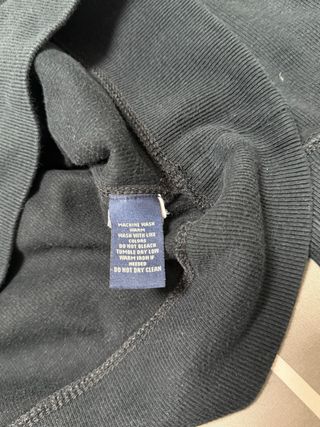 MACHINE WASH
WARM
WASH WITH LIKE
COLORS
DO NOT BLEACH
TUMBLE DRY LOW
WARM IRON IF
NEEDED
DO NOT DRY CLEAN